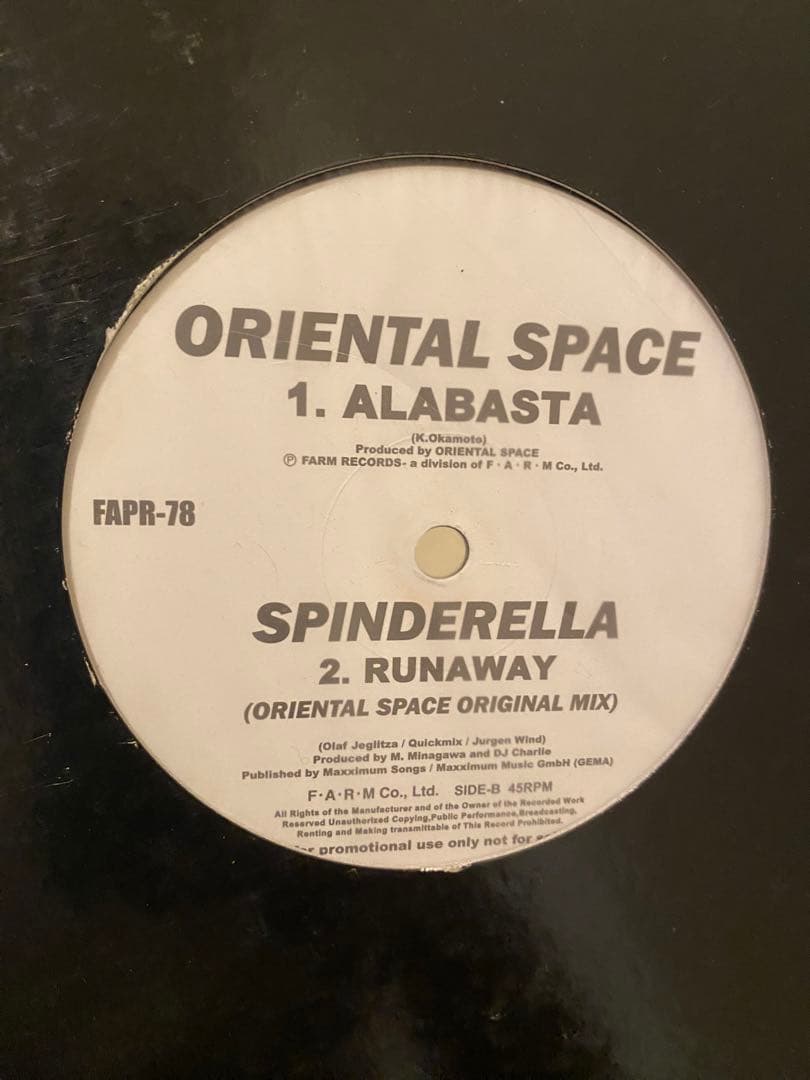 ORIENTAL SPACE
1. ALABASTA
(K.Okamoto)
Produced by ORIENTAL SPACE
℗ FARM RECORDS- a division of F・A・R・M Co., Ltd.
FAPR-78
SPINDERELLA
2. RUNAWAY
(ORIENTAL SPACE ORIGINAL MIX)
(Olaf Jeglitza / Quickmix / Jurgen Wind)
Produced by M. Minagawa and DJ Charlie
Published by Maxximum Songs / Maxximum Music GmbH (GEMA)
F・A・R・M Co., Ltd. SIDE-B 45RPM
All Rights of the Manufacturer and of the Owner of the Recorded Work
Reserved Unauthorized Copying,Public Performance,Broadcasting,
Renting and Making transmittable of This Record Prohibited.
promotional use only not for